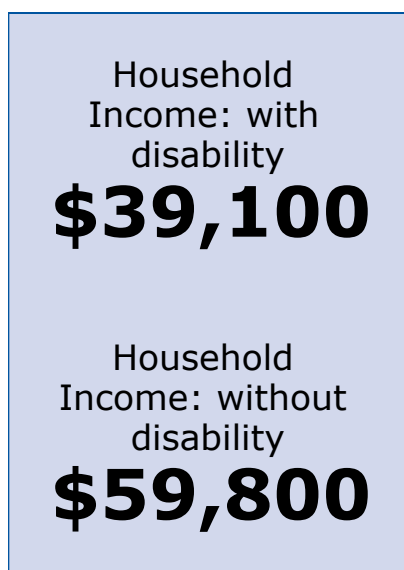 Household
Income: with
disability
$39,100
Household
Income: without
disability
$59,800